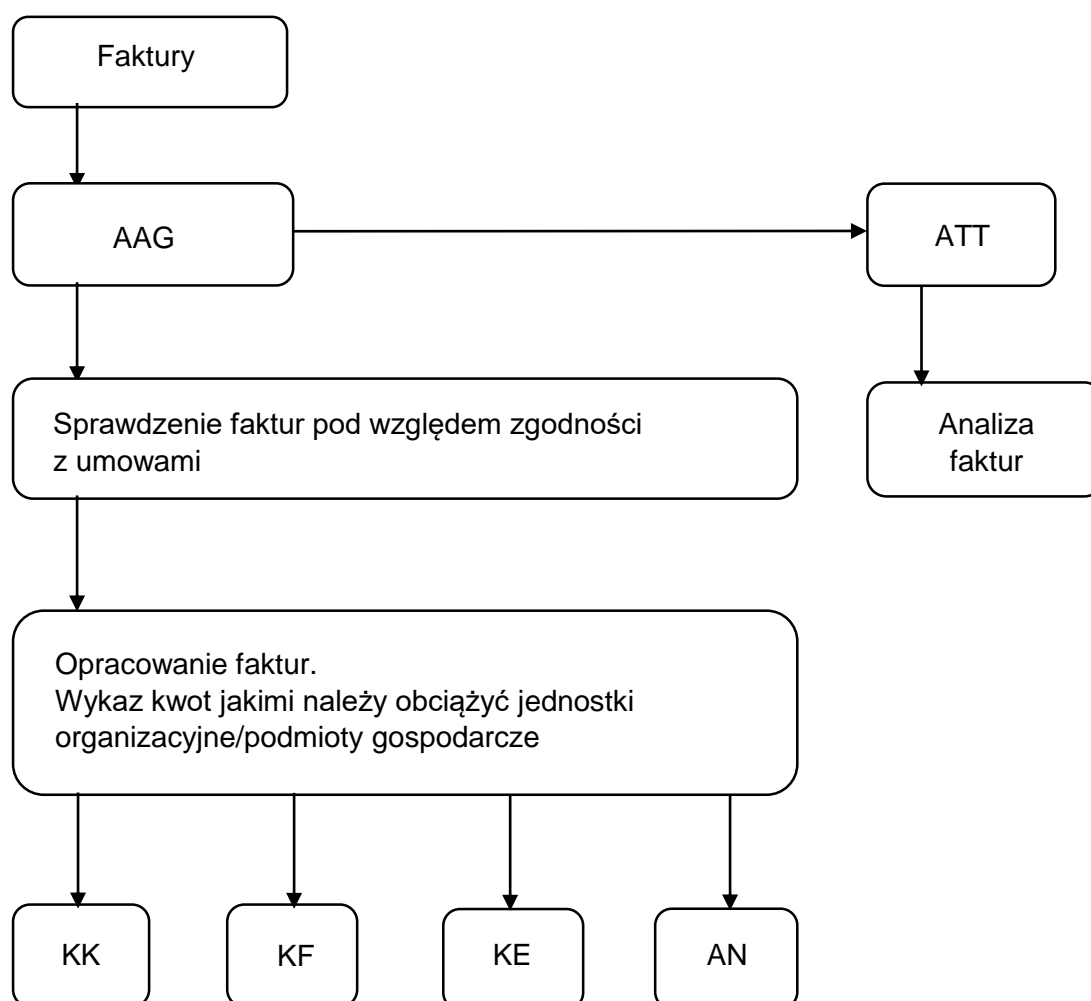 Faktury
AAG
ATT
Sprawdzenie faktur pod względem zgodności
z umowami
Analiza
faktur
Opracowanie faktur.
Wykaz kwot jakimi należy obciążyć jednostki
organizacyjne/podmioty gospodarcze
KK
KF
KE
AN